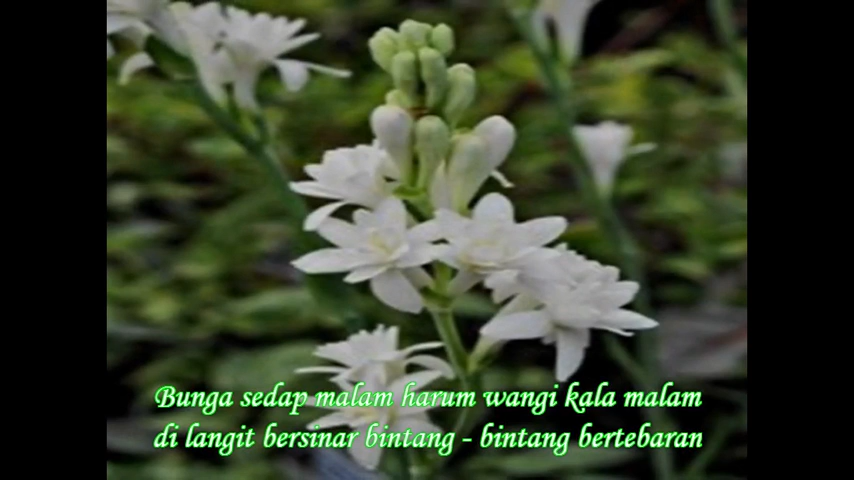 Bunga sedap malam harum wangi kala malam
di langit bersinar bintang - bintang bertebaran